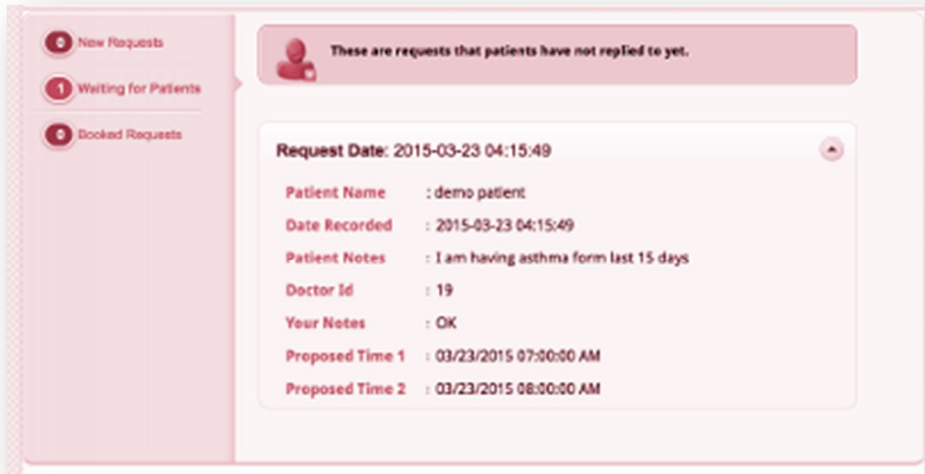 0 New Requests
1 Waiting for Patients
0 Booked Requests
These are requests that patients have not replied to yet.
Request Date: 2015-03-23 04:15:49
Patient Name : demo patient
Date Recorded : 2015-03-23 04:15:49
Patient Notes : I am having asthma form last 15 days
Doctor Id : 19
Your Notes : OK
Proposed Time 1 : 03/23/2015 07:00:00 AM
Proposed Time 2 : 03/23/2015 08:00:00 AM